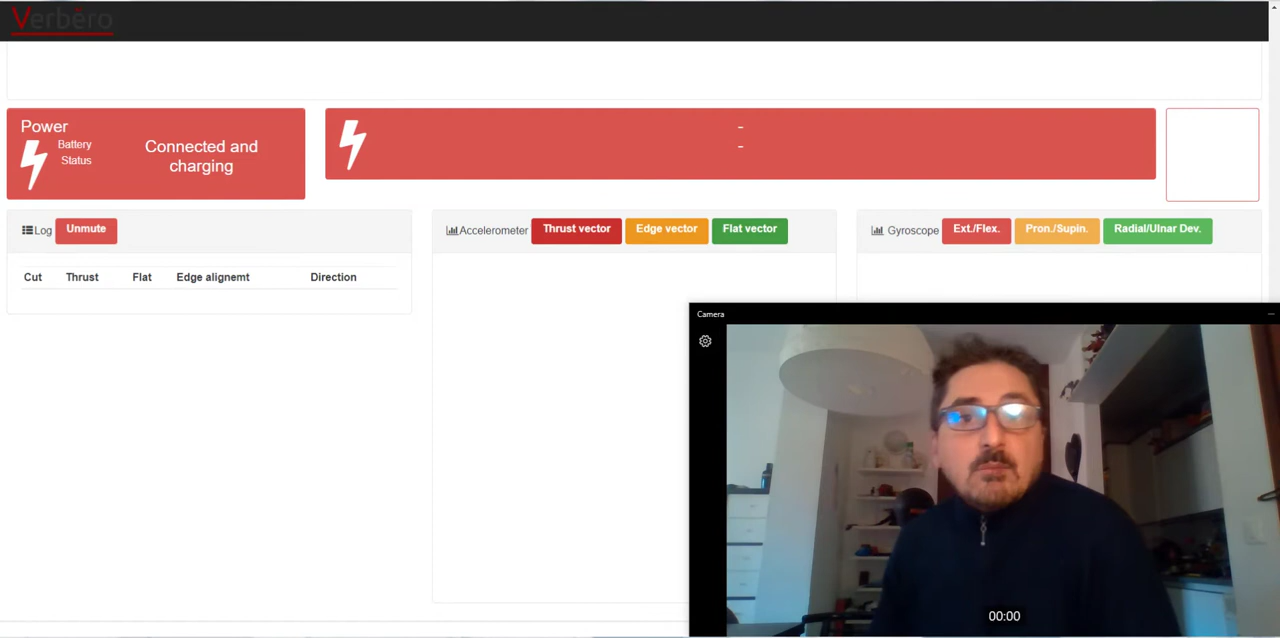 Verbéro
Power
Battery
Status
Connected and
charging
-
-
Log
Unmute
Accelerometer
Thrust vector
Edge vector
Flat vector
Gyroscope
Ext./Flex.
Pron./Supin.
Radial/Ulnar Dev.
Cut
Thrust
Flat
Edge alignemt
Direction
Camera
00:00